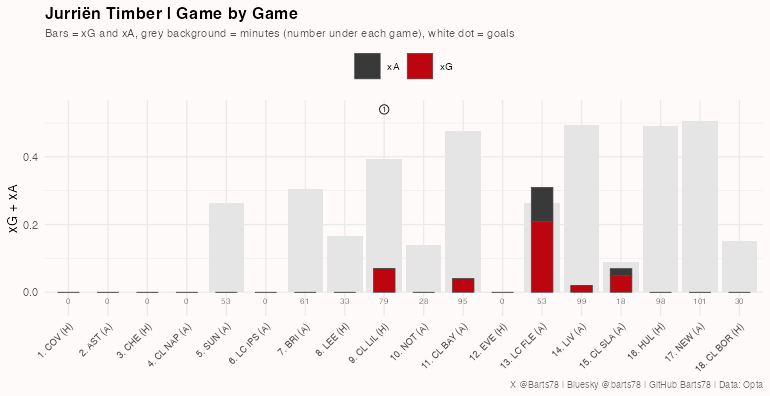 Jurriën Timber | Game by Game
Bars = xG and xA, grey background = minutes (number under each game), white dot = goals
xA xG
1
xG + xA
0.4
0.2
0.0
0 0 0 0 53 0 61 33 79 28 95 0 53 99 18 98 101 30
1. COV (H)
2. AST (A)
3. CHE (H)
4. CL NAP (A)
5. SUN (A)
6. LC IPS (A)
7. BRI (A)
8. LEE (H)
9. CL LIL (H)
10. NOT (A)
11. CL BAY (A)
12. EVE (H)
13. LC FLE (A)
14. LIV (A)
15. CL SLA (A)
16. HUL (H)
17. NEW (A)
18. CL BOR (H)
X @Barts78 | Bluesky @barts78 | GitHub Barts78 | Data: Opta